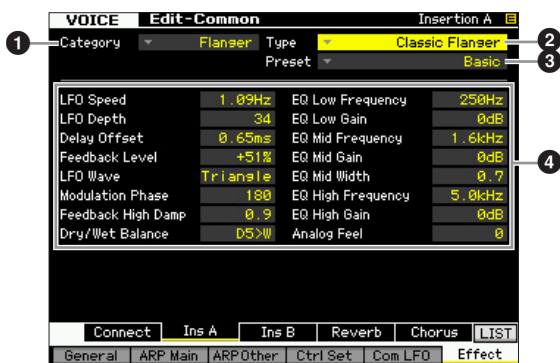 VOICE Edit-Common Insertion A
1 Category Flanger Type Classic Flanger 2
Preset Basic 3
LFO Speed 1.09Hz EQ Low Frequency 250Hz
LFO Depth 34 EQ Low Gain 0dB
Delay Offset 0.65ms EQ Mid Frequency 1.6kHz
Feedback Level +51% EQ Mid Gain 0dB 4
LFO Wave Triangle EQ Mid Width 0.7
Modulation Phase 180 EQ High Frequency 5.0kHz
Feedback High Damp 0.9 EQ High Gain 0dB
Dry/Wet Balance D5>W Analog Feel 0
Connect Ins A Ins B Reverb Chorus LIST
General ARP Main ARP Other Ctrl Set Com LFO Effect